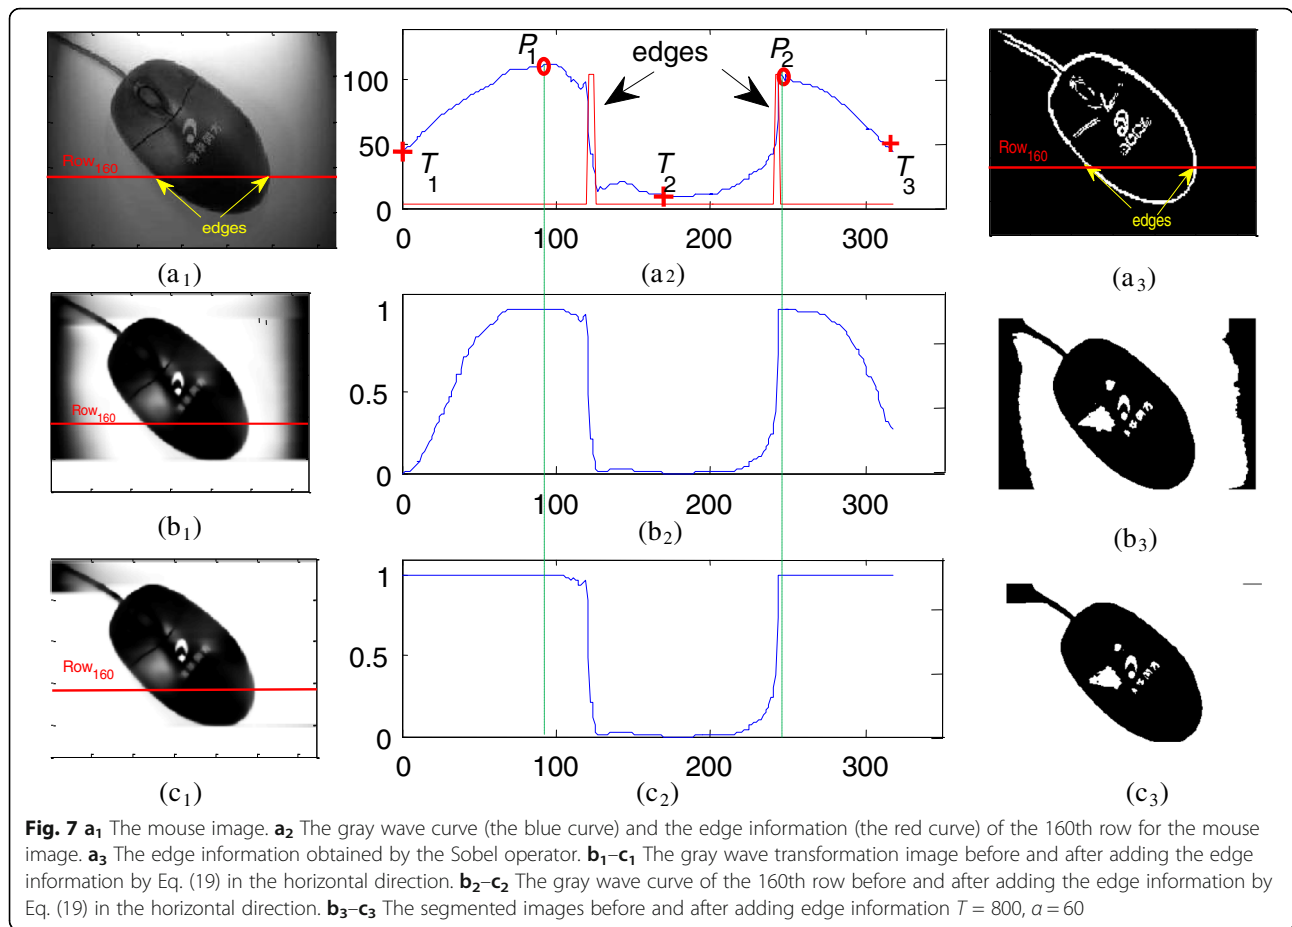 P1
edges
P2
100
50
0
T1
T2
T3
0
100
200
300
Row160
edges
Row160
edges
(a1)
(a2)
(a3)
1
0.5
0
0
100
200
300
Row160
(b1)
(b2)
(b3)
1
0.5
0
0
100
200
300
Row160
(c1)
(c2)
(c3)
Fig. 7 a1 The mouse image. a2 The gray wave curve (the blue curve) and the edge information (the red curve) of the 160th row for the mouse
image. a3 The edge information obtained by the Sobel operator. b1–c1 The gray wave transformation image before and after adding the edge
information by Eq. (19) in the horizontal direction. b2–c2 The gray wave curve of the 160th row before and after adding the edge information by
Eq. (19) in the horizontal direction. b3–c3 The segmented images before and after adding edge information T = 800, α = 60